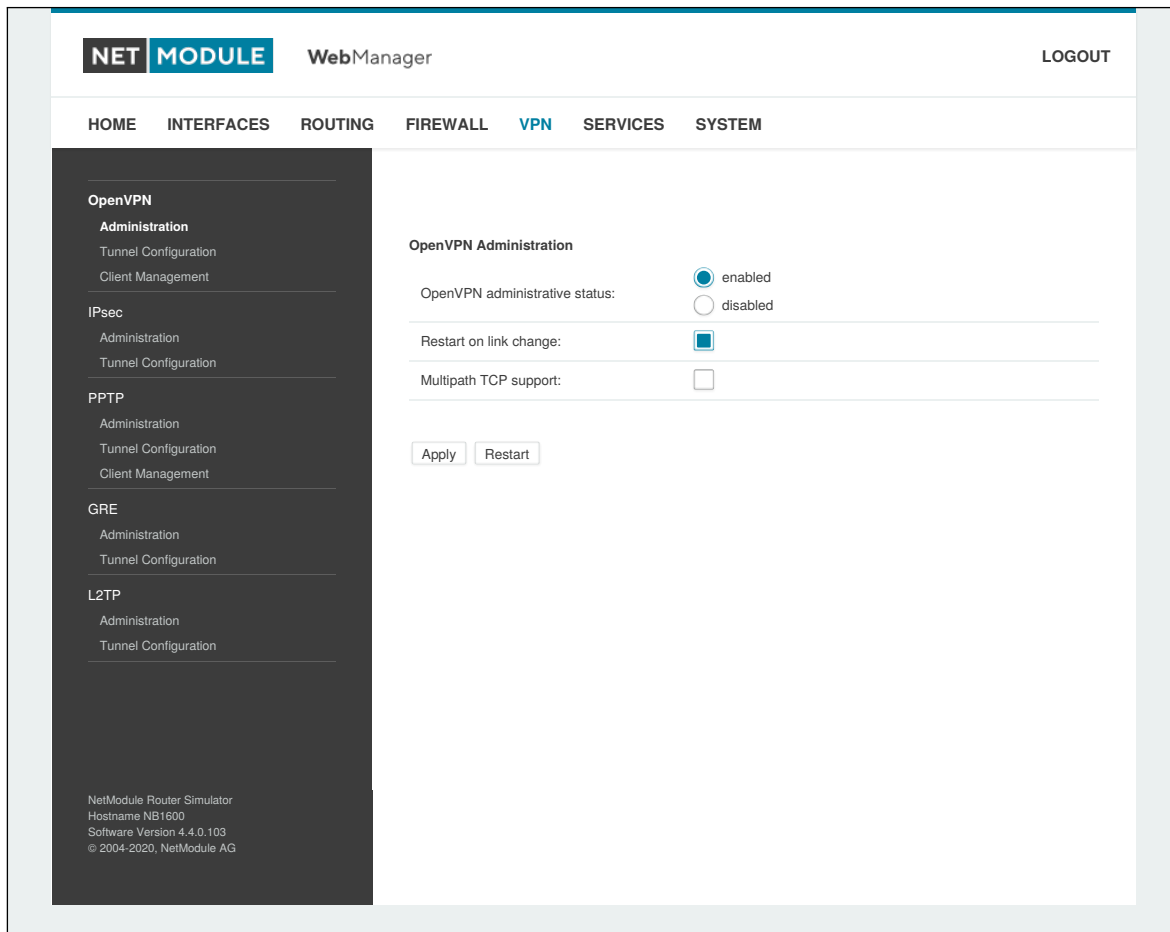 NET MODULE WebManager LOGOUT
HOME INTERFACES ROUTING FIREWALL VPN SERVICES SYSTEM
OpenVPN
Administration
Tunnel Configuration
Client Management
IPsec
Administration
Tunnel Configuration
PPTP
Administration
Tunnel Configuration
Client Management
GRE
Administration
Tunnel Configuration
L2TP
Administration
Tunnel Configuration
NetModule Router Simulator
Hostname NB1600
Software Version 4.4.0.103
© 2004-2020, NetModule AG
OpenVPN Administration
OpenVPN administrative status:
enabled
disabled
Restart on link change:
Multipath TCP support:
Apply Restart